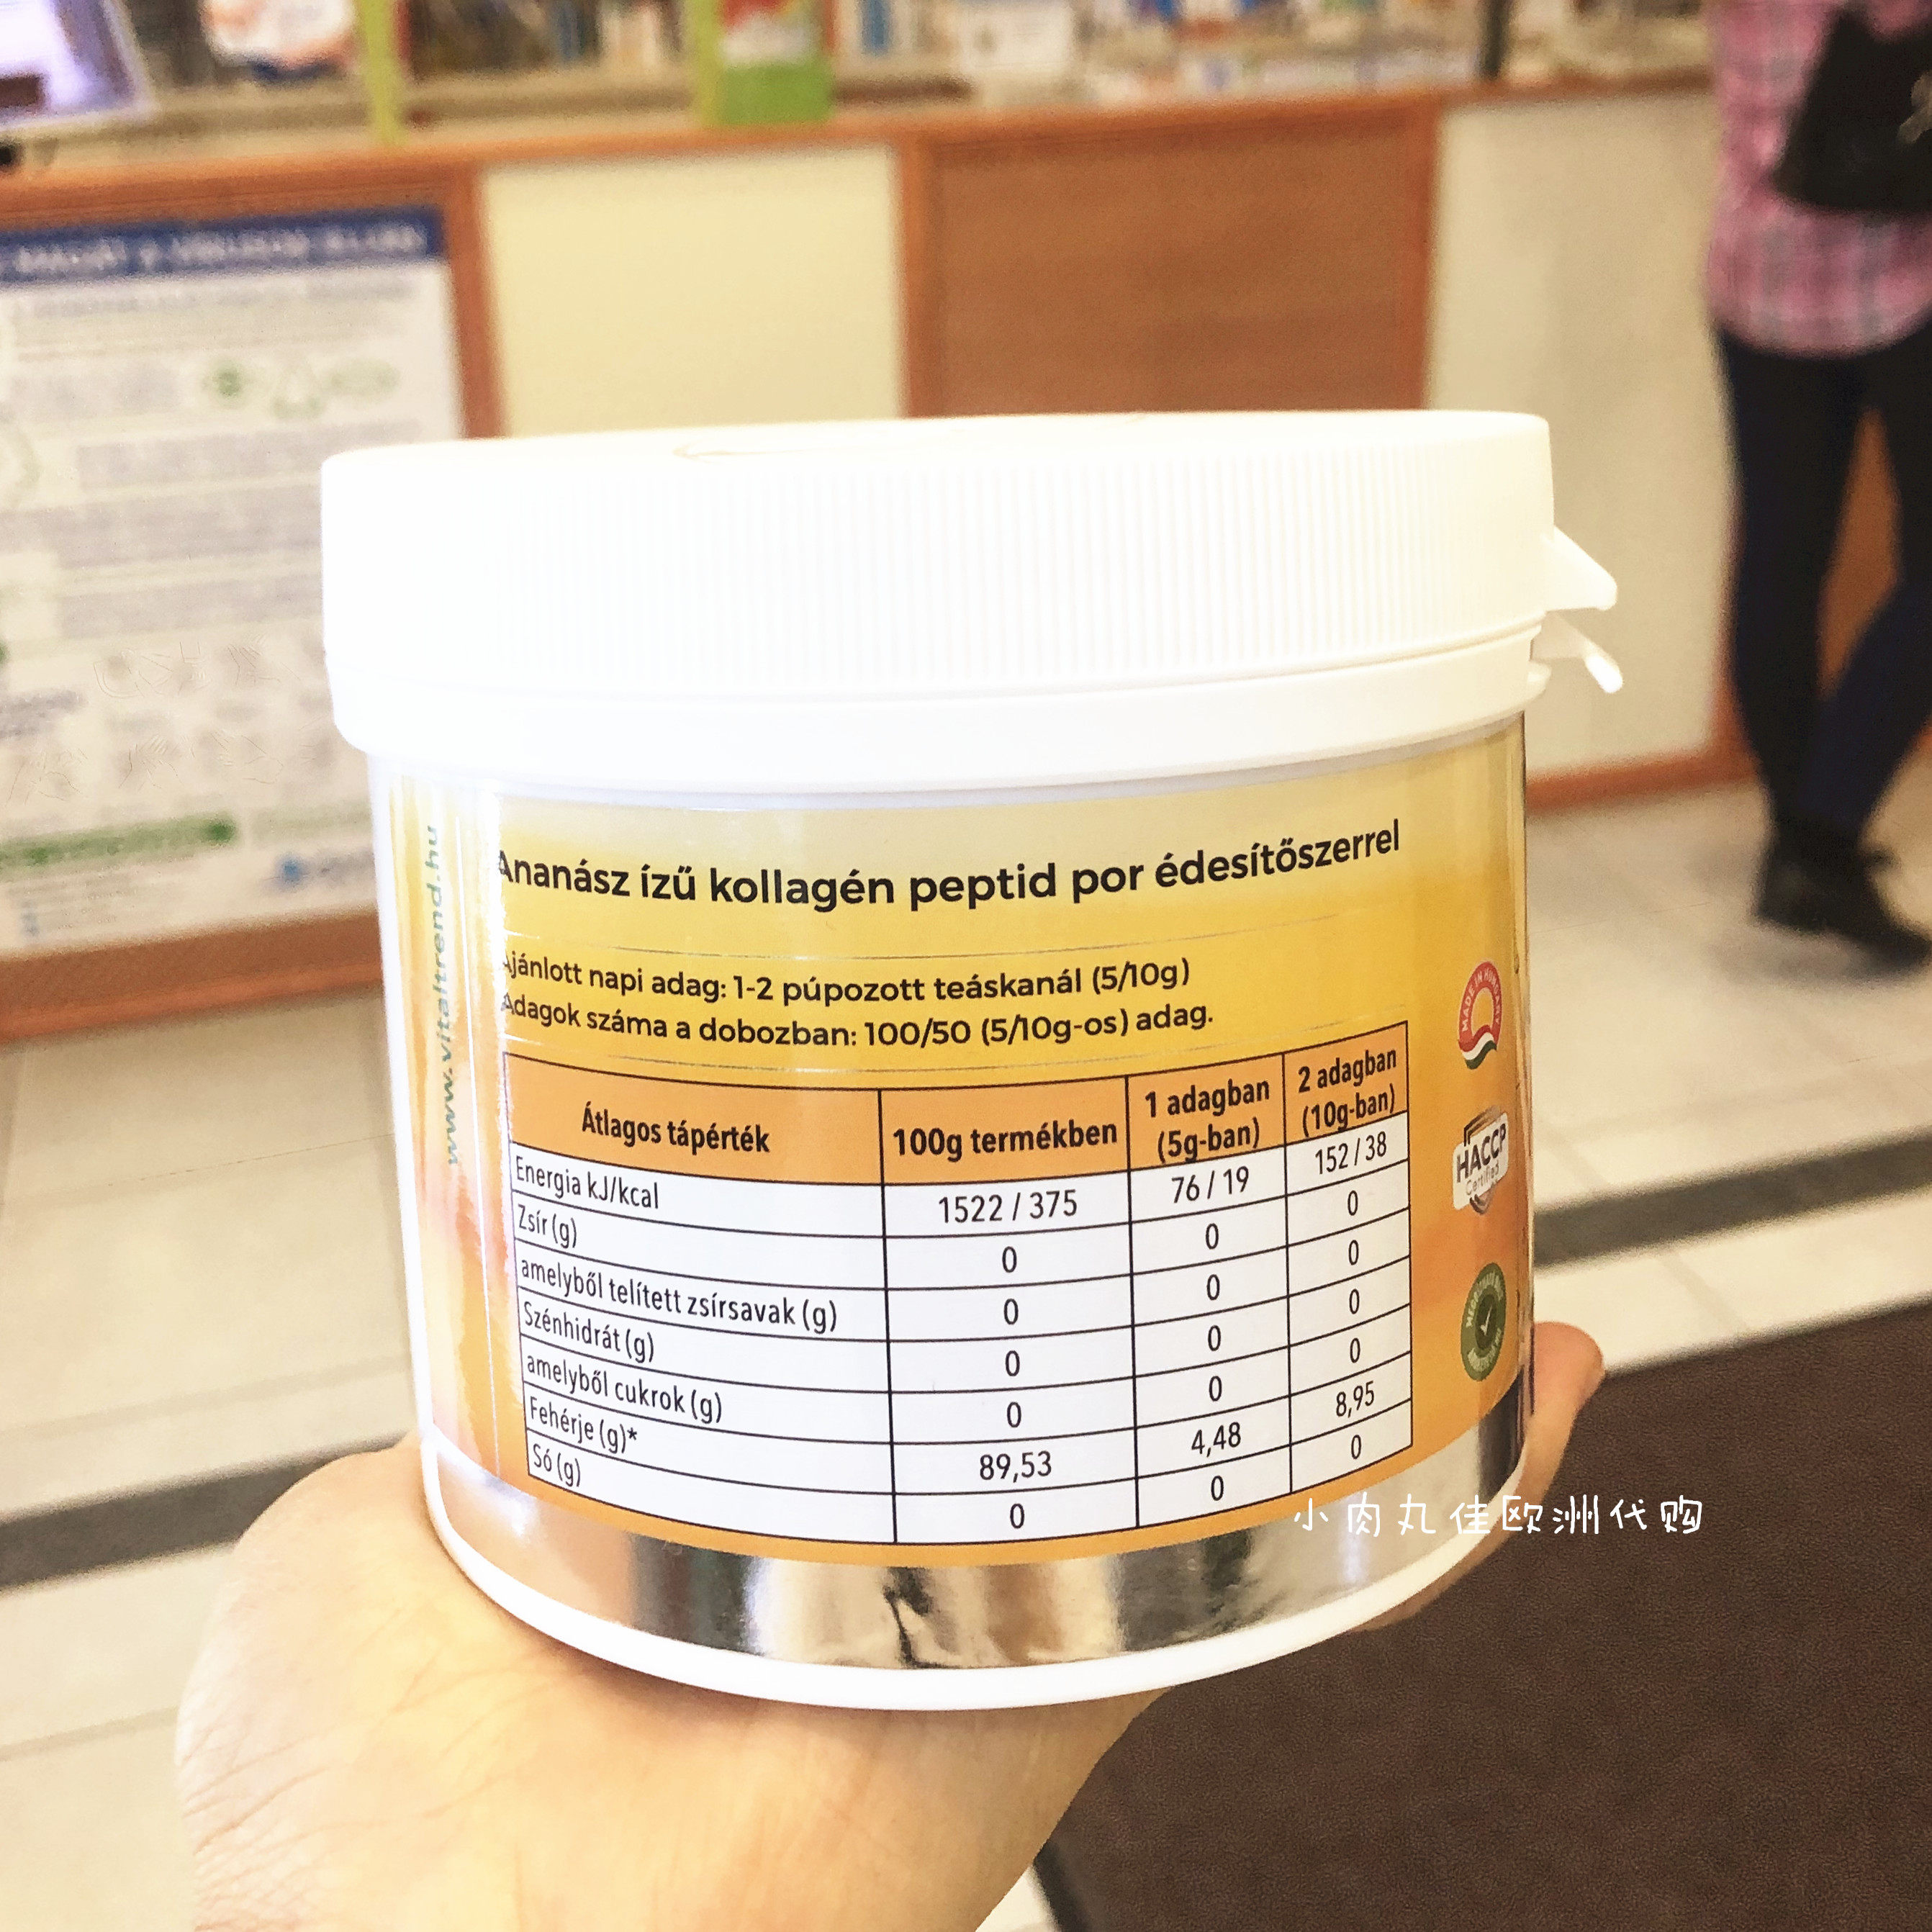 www.vitaltrend.hu
Ananász ízű kollagén peptid por édesítőszerrel
Ajánlott napi adag: 1-2 púpozott teáskanál (5/10g)
Adagok száma a dobozban: 100/50 (5/10g-os) adag.
Átlagos tápérték 100g termékben 1 adagban (5g-ban) 2 adagban (10g-ban)
Energia kJ/kcal 1522 / 375 76 / 19 152 / 38
Zsír (g) 0 0 0
amelyből telített zsírsavak (g) 0 0 0
Szénhidrát (g) 0 0 0
amelyből cukrok (g) 0 0 0
Fehérje (g)* 89,53 4,48 8,95
Só (g) 0 0 0
MADE IN HUNGARY
HACCP
Certified
小肉丸佳欧洲代购